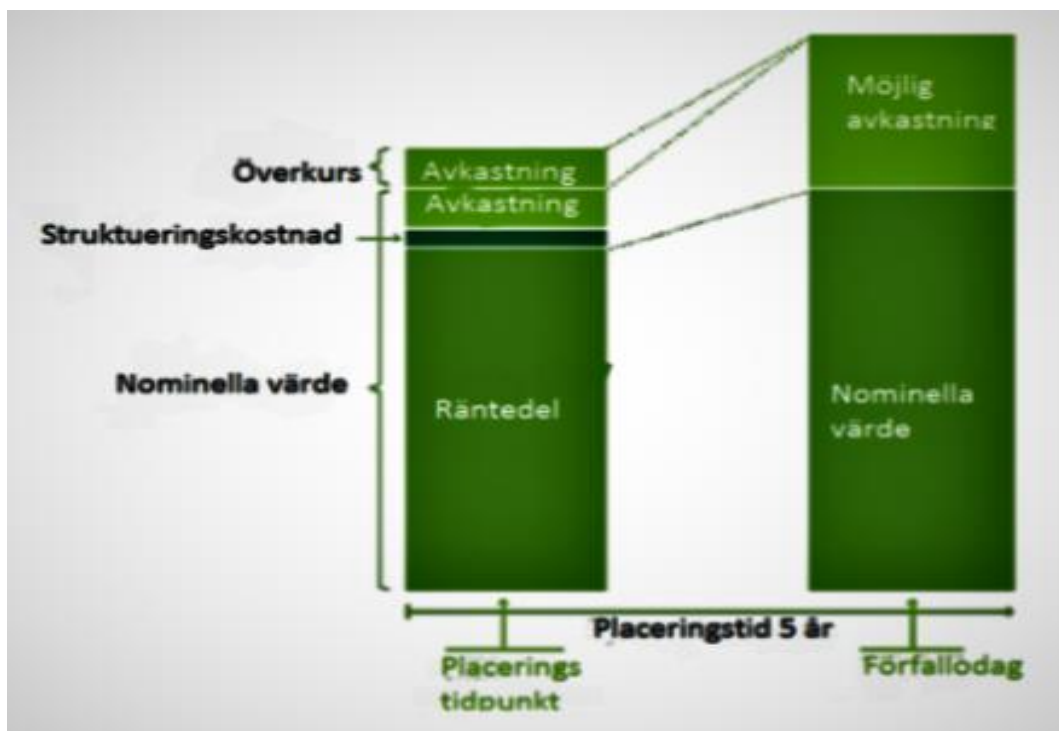 Överkurs
Struktueringskostnad
Nominella värde
Avkastning
Avkastning
Räntedel
Möjlig
avkastning
Nominella
värde
Placeringstid 5 år
Placerings
tidpunkt
Förfallodag